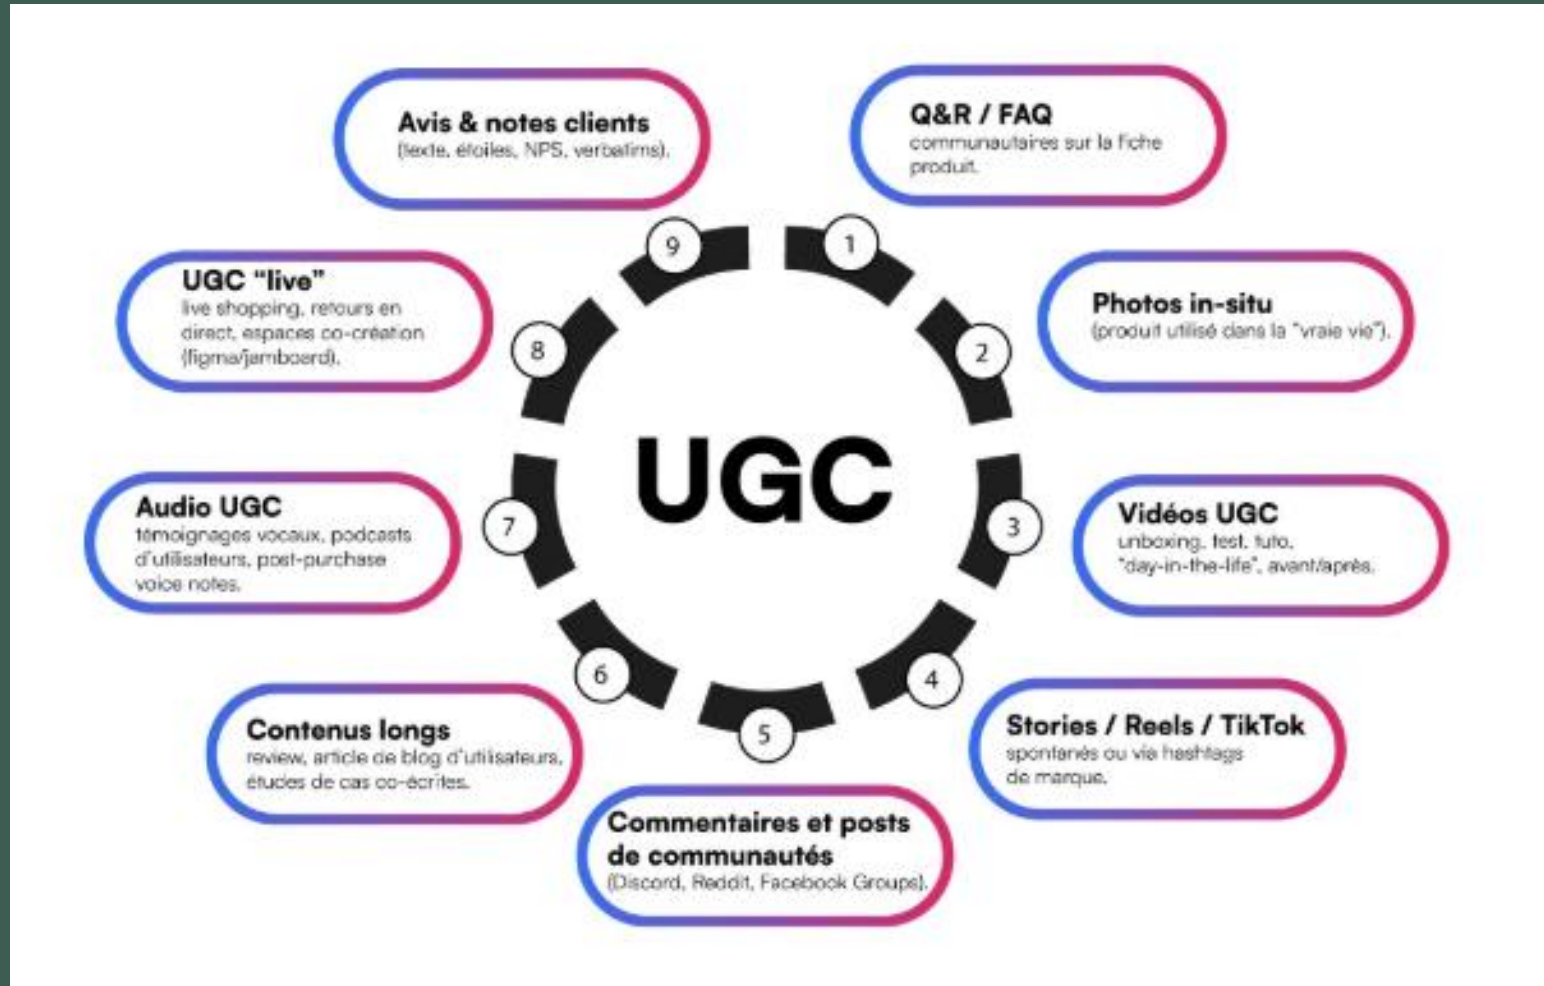 UGC
1
Q&R / FAQ
communautaires sur la fiche
produit.
2
Photos in-situ
(produit utilisé dans la "vraie vie").
3
Vidéos UGC
unboxing, test, tuto,
"day-in-the-life", avant/après.
4
Stories / Reels / TikTok
spontanés ou via hashtags
de marque.
5
Commentaires et posts
de communautés
(Discord, Reddit, Facebook Groups).
6
Contenus longs
review, article de blog d'utilisateurs,
études de cas co-écrites.
7
Audio UGC
témoignages vocaux, podcasts
d'utilisateurs, post-purchase
voice notes.
8
UGC "live"
live shopping, retours en
direct, espaces co-création
(figma/jamboard).
9
Avis & notes clients
(texte, étoiles, NPS, verbatims).